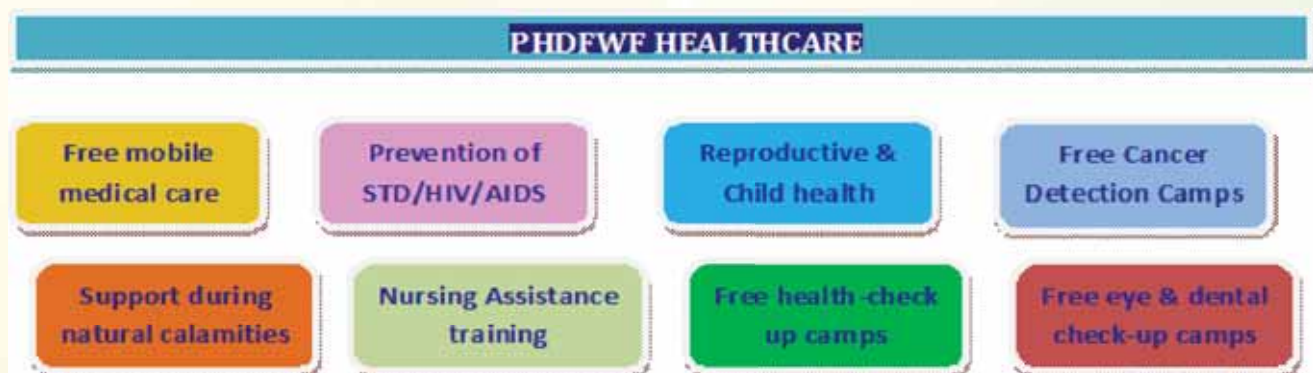 PHDFWF HEALTHCARE
Free mobile
medical care
Prevention of
STD/HIV/AIDS
Reproductive &
Child health
Free Cancer
Detection Camps
Support during
natural calamities
Nursing Assistance
training
Free health-check
up camps
Free eye & dental
check-up camps